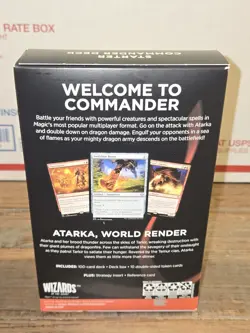 RATE BOX
STARTER
COMMANDER DECK
WELCOME TO
COMMANDER
Battle your friends with powerful creatures and spectacular spells in
Magic's most popular multiplayer format. Go on the attack with Atarka
and double down on dragon damage. Engulf your opponents in a sea
of flames as your mighty dragon army descends on the battlefield!
ATARKA, WORLD RENDER
Atarka and her brood thunder across the skies of Tarkir, wreaking destruction with
their giant plumes of dragonfire. Few can withstand the savagery of their onslaught
as they patrol Tarkir to satiate their hunger. Revered by the Temur clan, Atarka
views them as little more than dinner.
INCLUDES: 100-card deck • Deck box • 10 double-sided token cards
PLUS: Strategy insert • Reference card
WIZARDS